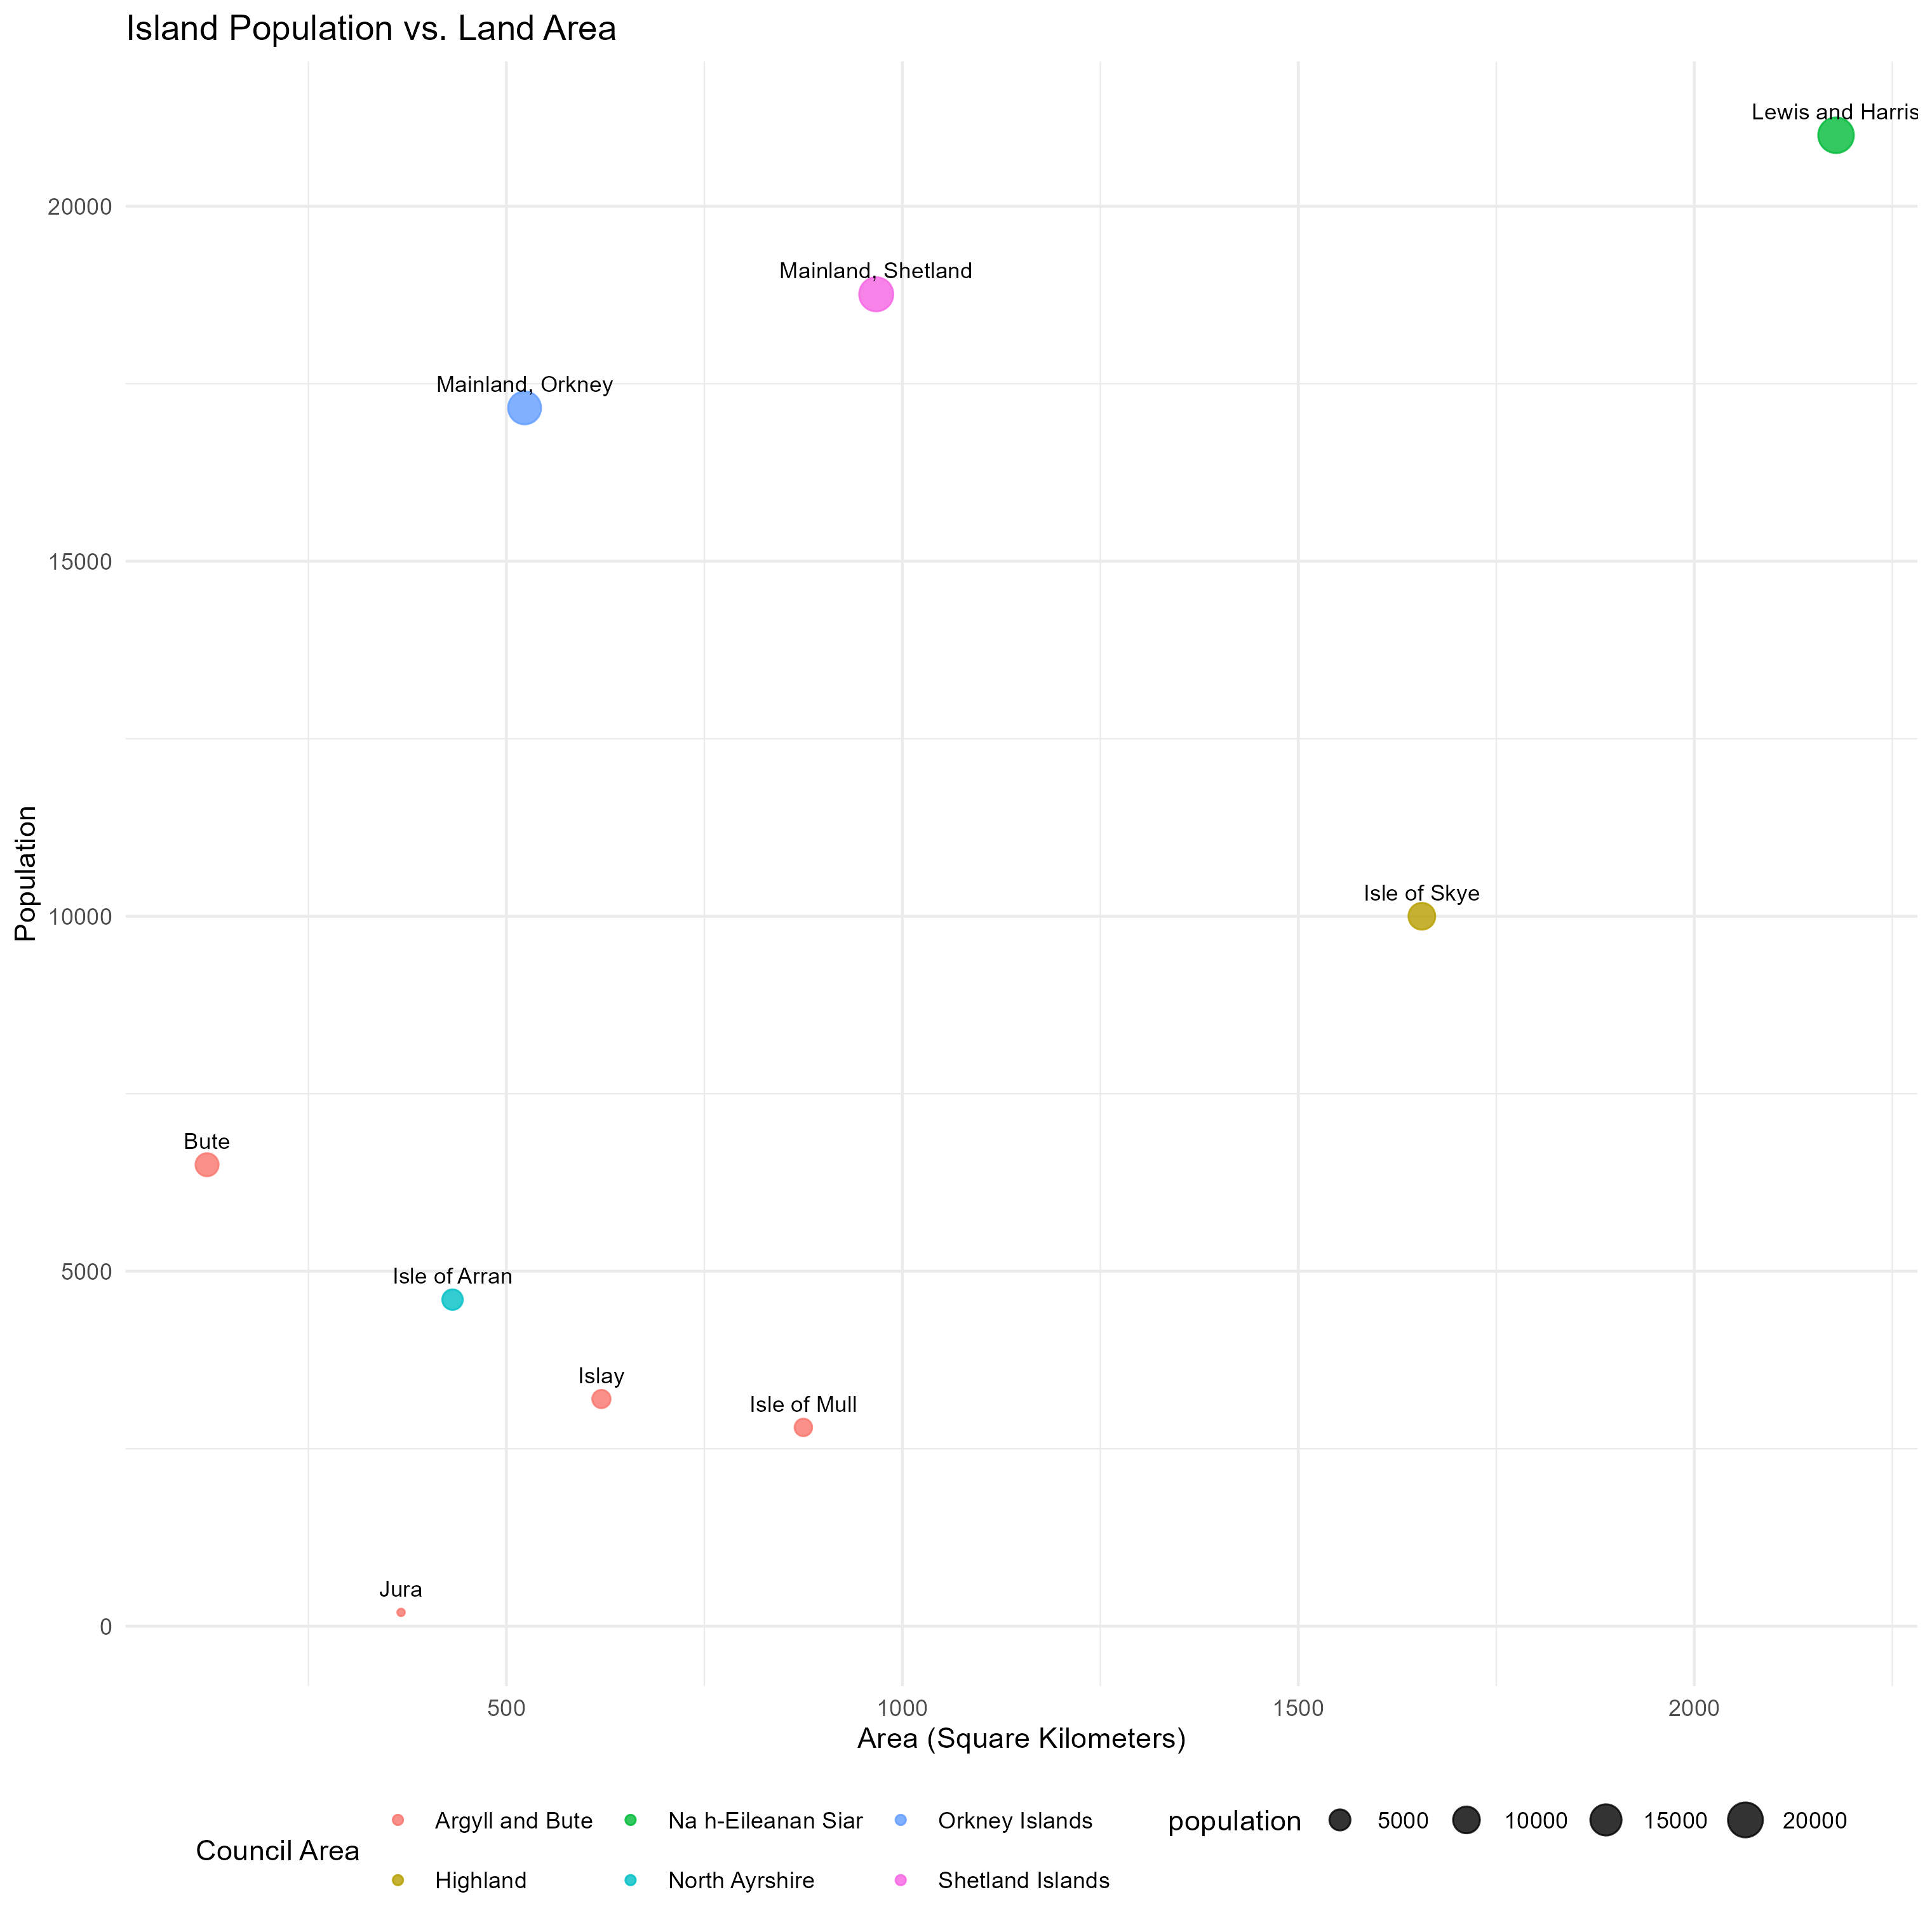 Island Population vs. Land Area
Lewis and Harris
20000
Mainland, Shetland
Mainland, Orkney
15000
Population
10000
Isle of Skye
Bute
5000
Isle of Arran
Islay
Isle of Mull
Jura
0
500 1000 1500 2000
Area (Square Kilometers)
Council Area
Argyll and Bute Na h-Eileanan Siar Orkney Islands
Highland North Ayrshire Shetland Islands
population 5000 10000 15000 20000